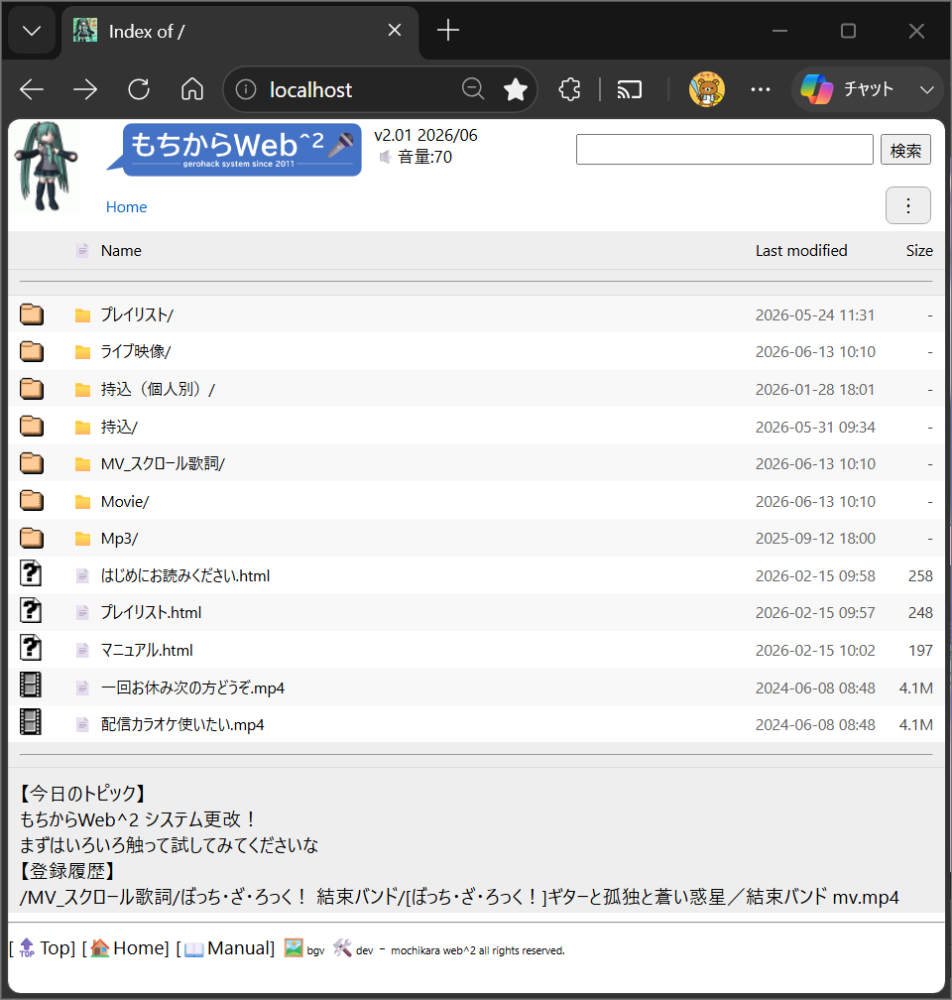 Index of /
localhost
チャット
もちからWeb^2
gerohack system since 2011
v2.01 2026/06
音量:70
検索
Home
Name Last modified Size
プレイリスト/ 2026-05-24 11:31 -
ライブ映像/ 2026-06-13 10:10 -
持込（個人別）/ 2026-01-28 18:01 -
持込/ 2026-05-31 09:34 -
MV_スクロール歌詞/ 2026-06-13 10:10 -
Movie/ 2026-06-13 10:10 -
Mp3/ 2025-09-12 18:00 -
はじめにお読みください.html 2026-02-15 09:58 258
プレイリスト.html 2026-02-15 09:57 248
マニュアル.html 2026-02-15 10:02 197
一回お休み次の方どうぞ.mp4 2024-06-08 08:48 4.1M
配信カラオケ使いたい.mp4 2024-06-08 08:48 4.1M
【今日のトピック】
もちからWeb^2 システム更改！
まずはいろいろ触って試してみてくださいな
【登録履歴】
/MV_スクロール歌詞/ぼっち・ざ・ろっく！ 結束バンド/[ぼっち・ざ・ろっく！]ギターと孤独と蒼い惑星／結束バンド mv.mp4
[ Top] [ Home] [ Manual] bgv dev - mochikara web^2 all rights reserved.